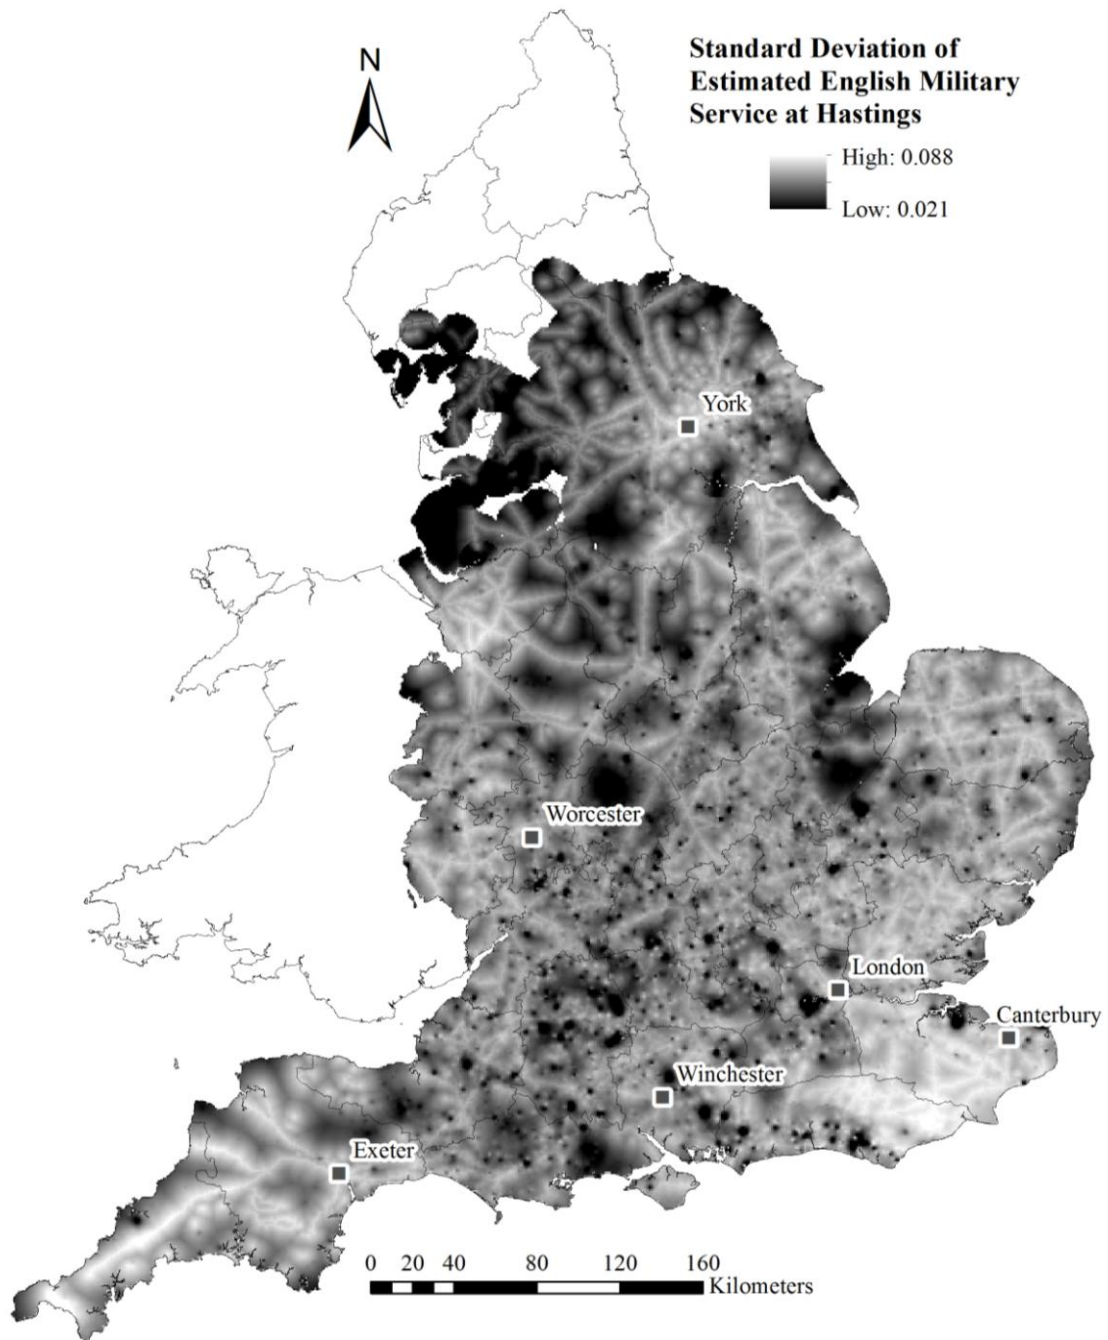 Standard Deviation of
Estimated English Military
Service at Hastings
High: 0.088
Low: 0.021
N
York
Worcester
London
Canterbury
Winchester
Exeter
0 20 40 80 120 160
Kilometers